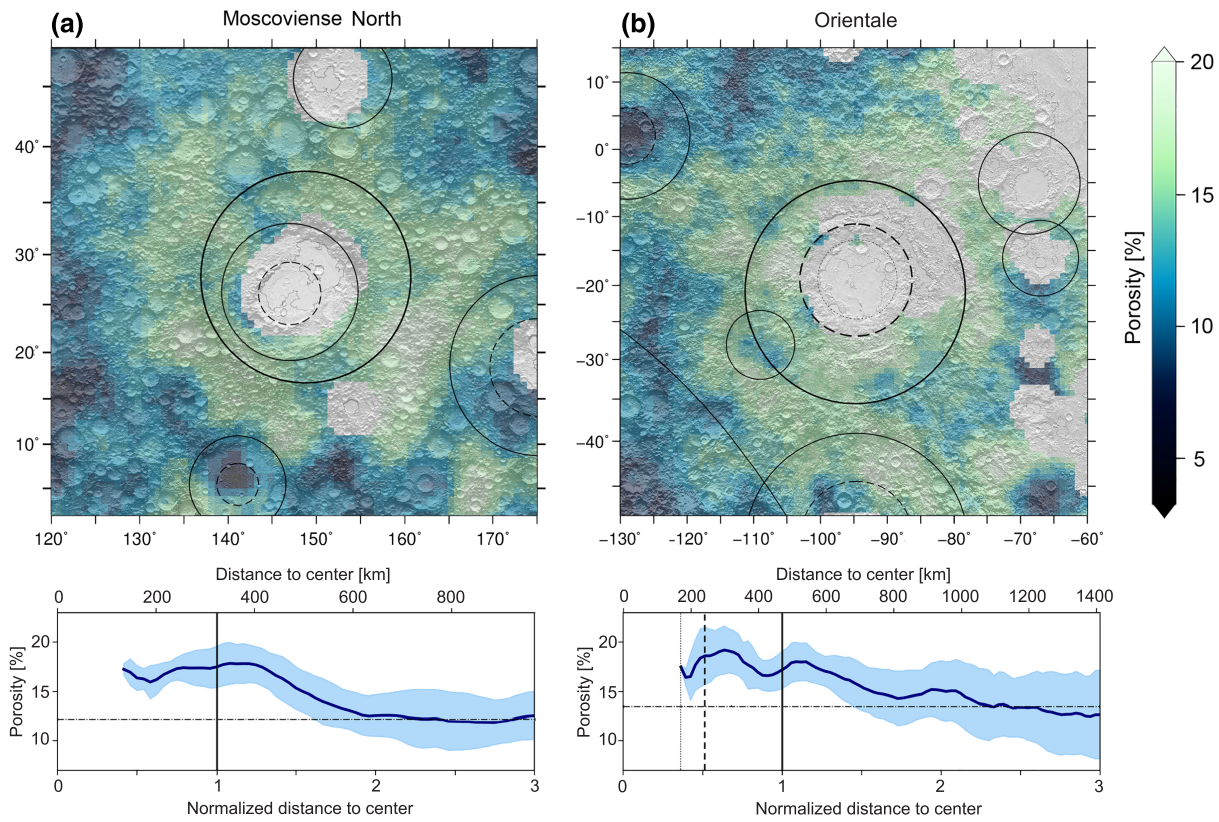 (a) Moscoviense North
(b) Orientale
40˚
30˚
20˚
10˚
120˚ 130˚ 140˚ 150˚ 160˚ 170˚
10˚
0˚
−10˚
−20˚
−30˚
−40˚
−130˚ −120˚ −110˚ −100˚ −90˚ −80˚ −70˚ −60˚
20
15
10
5
Porosity [%]
Distance to center [km]
0 200 400 600 800
20
15
10
Porosity [%]
0 1 2 3
Normalized distance to center
Distance to center [km]
0 200 400 600 800 1000 1200 1400
20
15
10
Porosity [%]
0 1 2 3
Normalized distance to center